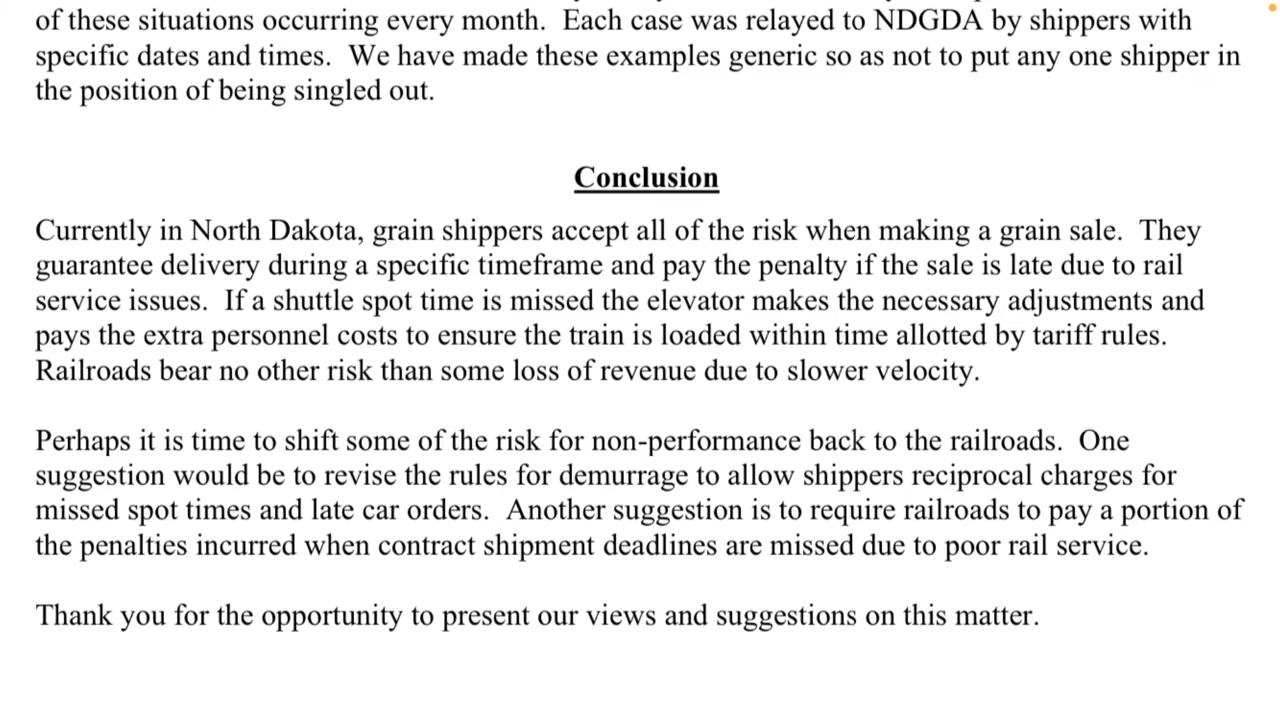 of these situations occurring every month.  Each case was relayed to NDGDA by shippers with
specific dates and times.  We have made these examples generic so as not to put any one shipper in
the position of being singled out.
Conclusion
Currently in North Dakota, grain shippers accept all of the risk when making a grain sale.  They
guarantee delivery during a specific timeframe and pay the penalty if the sale is late due to rail
service issues.  If a shuttle spot time is missed the elevator makes the necessary adjustments and
pays the extra personnel costs to ensure the train is loaded within time allotted by tariff rules.
Railroads bear no other risk than some loss of revenue due to slower velocity.
Perhaps it is time to shift some of the risk for non-performance back to the railroads.  One
suggestion would be to revise the rules for demurrage to allow shippers reciprocal charges for
missed spot times and late car orders.  Another suggestion is to require railroads to pay a portion of
the penalties incurred when contract shipment deadlines are missed due to poor rail service.
Thank you for the opportunity to present our views and suggestions on this matter.